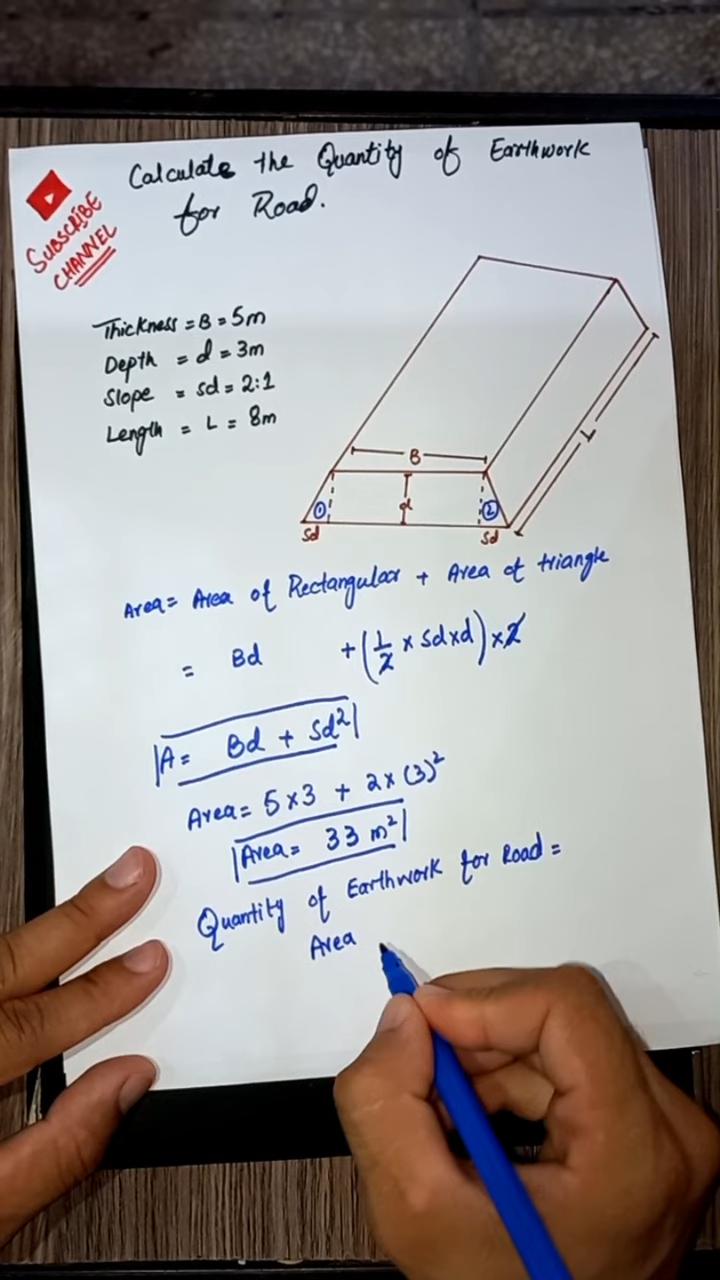 Calculate the Quantity of Earthwork
for Road.
SUBSCRIBE
CHANNEL
Thickness = B = 5m
Depth = d = 3m
Slope = sd = 2:1
Length = L = 8m
B
L
d
① ②
Sd Sd
Area = Area of Rectangular + Area of triangle
= Bd + (1/2 × Sd×d) × 2
A = Bd + Sd²
Area = 5×3 + 2×(3)²
Area = 33 m²
Quantity of Earthwork for Road =
Area